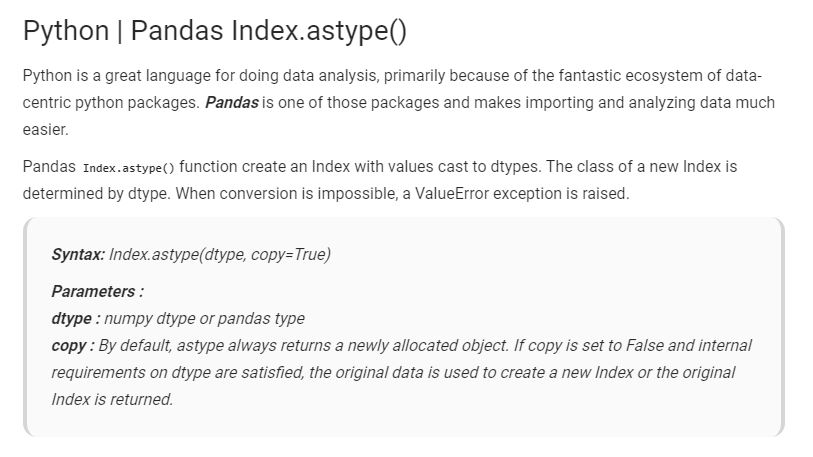 Python | Pandas Index.astype()
Python is a great language for doing data analysis, primarily because of the fantastic ecosystem of data-
centric python packages. Pandas is one of those packages and makes importing and analyzing data much
easier.
Pandas Index.astype() function create an Index with values cast to dtypes. The class of a new Index is
determined by dtype. When conversion is impossible, a ValueError exception is raised.
Syntax: Index.astype(dtype, copy=True)
Parameters :
dtype : numpy dtype or pandas type
copy : By default, astype always returns a newly allocated object. If copy is set to False and internal
requirements on dtype are satisfied, the original data is used to create a new Index or the original
Index is returned.